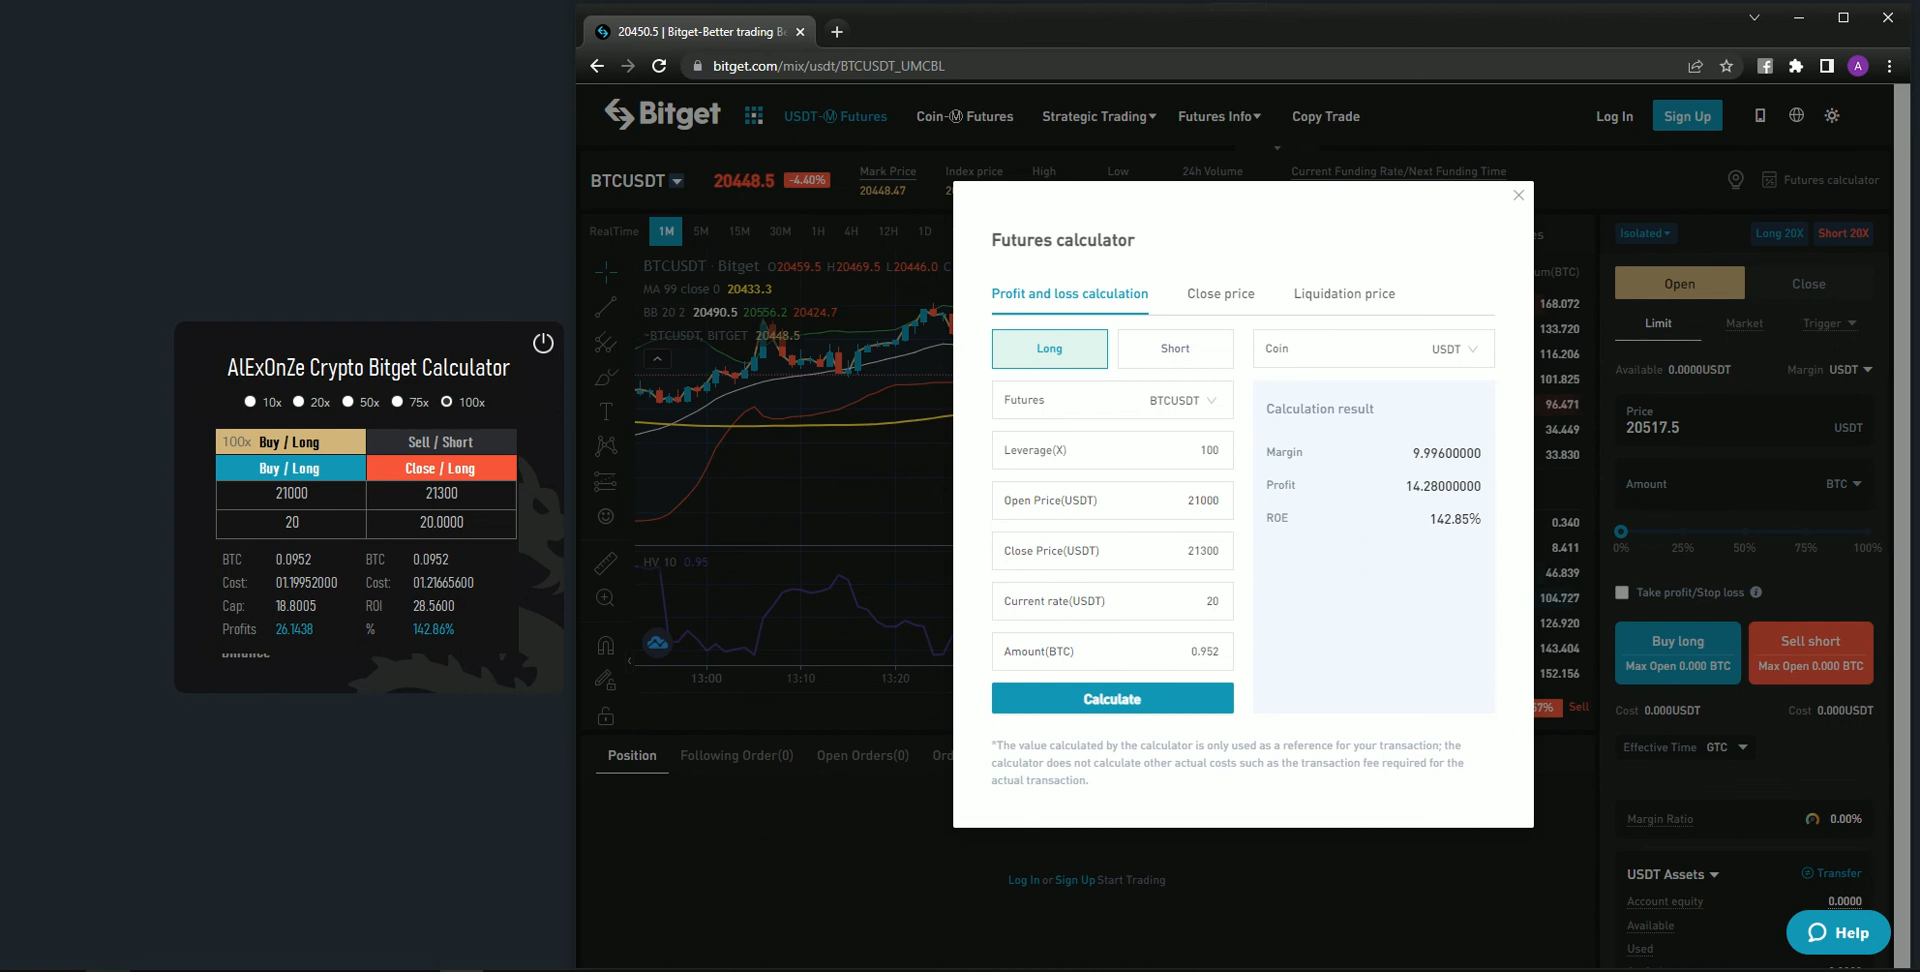 20450.5 | Bitget-Better trading Be
bitget.com/mix/usdt/BTCUSDT_UMCBL
A
Bitget
USDT-Ⓜ Futures
Coin-Ⓜ Futures
Strategic Trading
Futures Info
Copy Trade
Log In
Sign Up
BTCUSDT
20448.5
-4.40%
Mark Price
20448.47
Index price
High
Low
24h Volume
Current Funding Rate/Next Funding Time
Futures calculator
RealTime 1M 5M 15M 30M 1H 4H 12H 1D
BTCUSDT · Bitget O20459.5 H20469.5 L20446.0 C
MA 99 close 0 20433.3
BB 20 2 20490.5 20556.2 20424.7
~BTCUSDT, BITGET 20448.5
HV 10 0.95
13:00 13:10 13:20
AlExOnZe Crypto Bitget Calculator
10x 20x 50x 75x 100x
100x Buy / Long Sell / Short
Buy / Long Close / Long
21000 21300
20 20.0000
BTC 0.0952 BTC 0.0952
Cost: 01.19952000 Cost: 01.21665600
Cap: 18.8005 ROI 28.5600
Profits 26.1438 % 142.86%
Futures calculator
Profit and loss calculation Close price Liquidation price
Long Short
Coin USDT
Futures BTCUSDT
Leverage(X) 100
Open Price(USDT) 21000
Close Price(USDT) 21300
Current rate(USDT) 20
Amount(BTC) 0.952
Calculate
Calculation result
Margin 9.99600000
Profit 14.28000000
ROE 142.85%
*The value calculated by the calculator is only used as a reference for your transaction; the
calculator does not calculate other actual costs such as the transaction fee required for the
actual transaction.
es
um(BTC)
168.072
133.720
116.206
101.825
96.471
34.449
33.830
0.340
8.411
46.839
104.727
126.920
143.404
152.156
57% Sell
Isolated Long 20X Short 20X
Open Close
Limit Market Trigger
Available 0.0000USDT Margin USDT
Price
20517.5 USDT
Amount BTC
0% 25% 50% 75% 100%
Take profit/Stop loss
Buy long
Max Open 0.000 BTC
Sell short
Max Open 0.000 BTC
Cost 0.000USDT Cost 0.000USDT
Effective Time GTC
Margin Ratio 0.00%
USDT Assets Transfer
Account equity 0.0000
Available
Used
Help
Position Following Order(0) Open Orders(0) Ord
Log In or Sign Up Start Trading